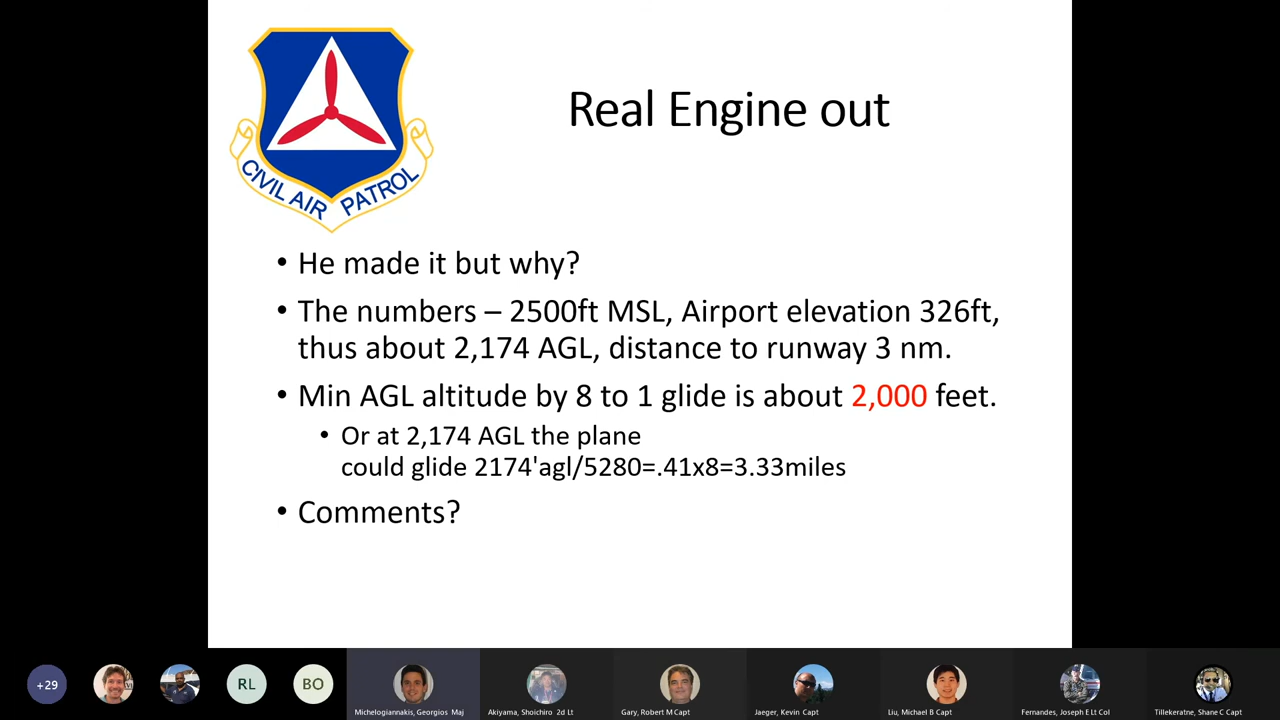 CIVIL AIR PATROL
Real Engine out
• He made it but why?
• The numbers – 2500ft MSL, Airport elevation 326ft,
thus about 2,174 AGL, distance to runway 3 nm.
• Min AGL altitude by 8 to 1 glide is about 2,000 feet.
• Or at 2,174 AGL the plane
could glide 2174'agl/5280=.41x8=3.33miles
• Comments?
+29
RL
BO
Michelogiannakis, Georgios Maj
Akiyama, Shoichiro 2d Lt
Gary, Robert M Capt
Jaeger, Kevin Capt
Liu, Michael B Capt
Fernandes, Joseph E Lt Col
Tillekeratne, Shane C Capt